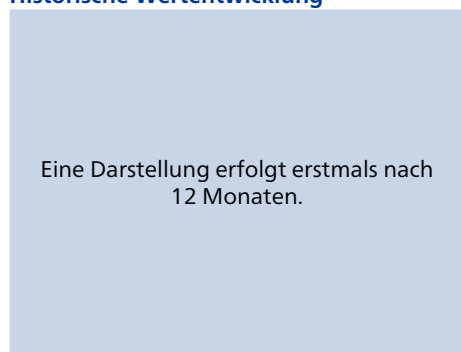 Historische Wertentwicklung
Eine Darstellung erfolgt erstmals nach
12 Monaten.